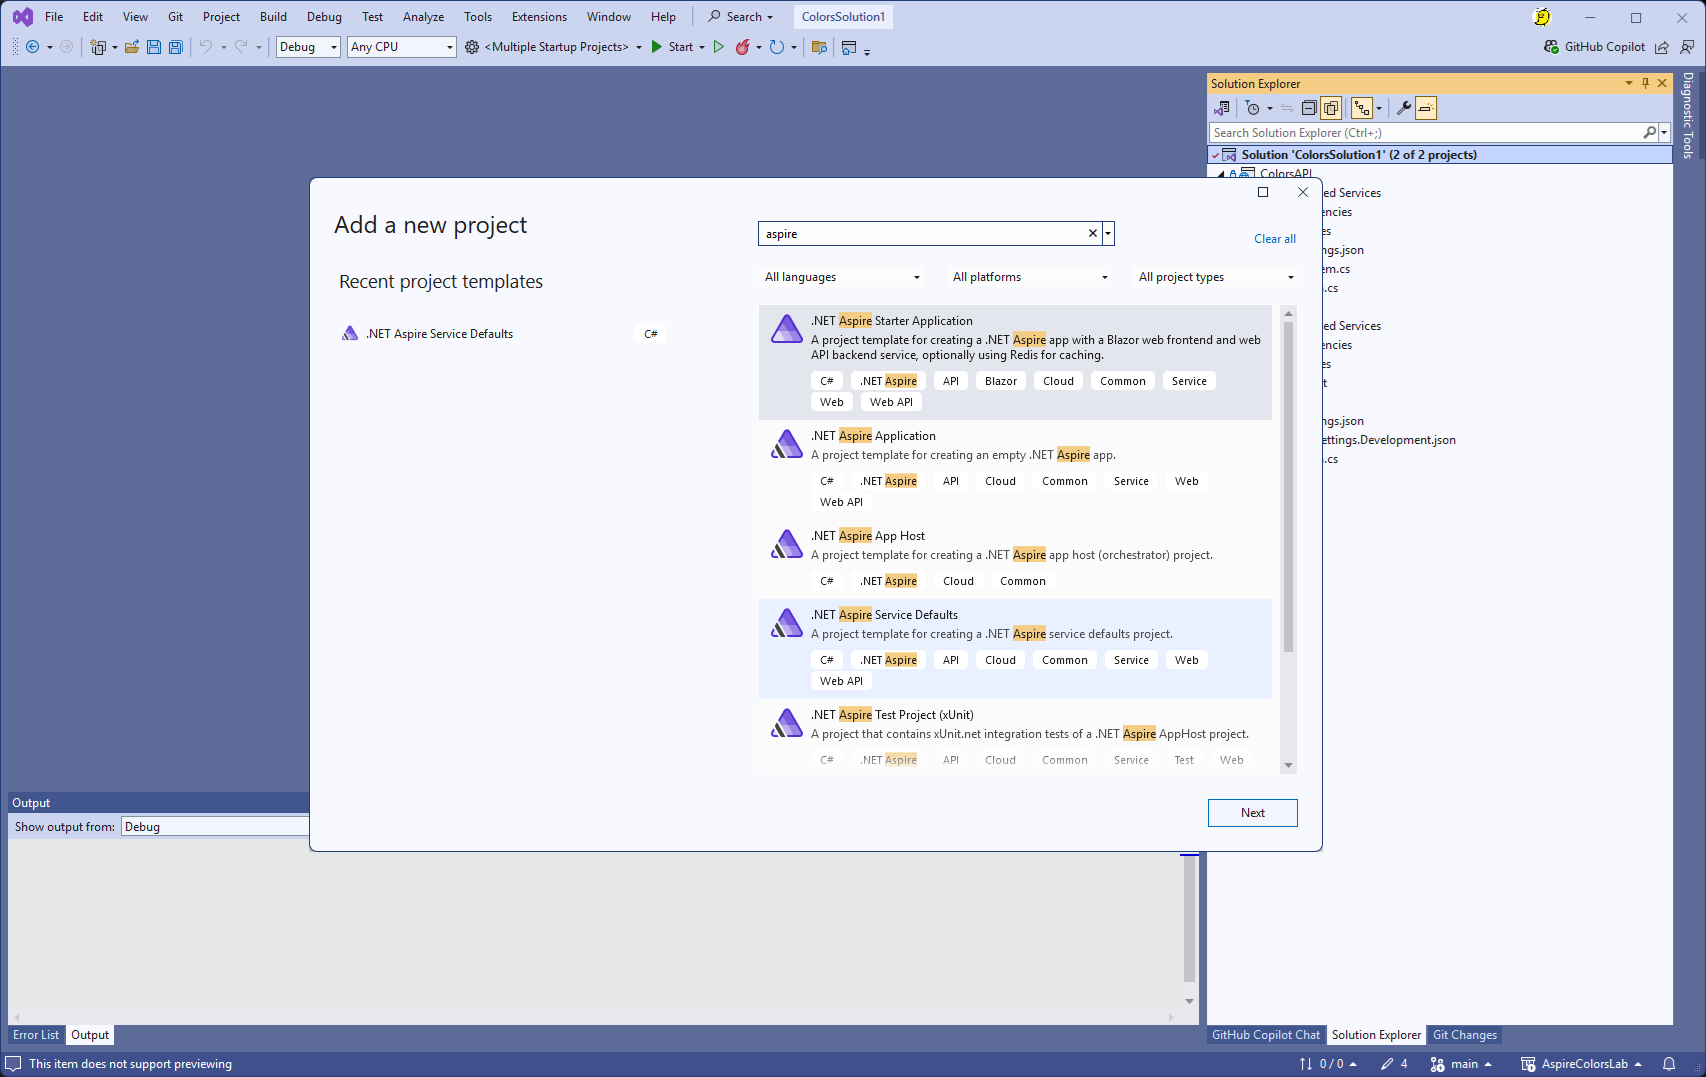 File Edit View Git Project Build Debug Test Analyze Tools Extensions Window Help Search ColorsSolution1
Debug Any CPU <Multiple Startup Projects> Start GitHub Copilot
Solution Explorer
Diagnostic Tools
Search Solution Explorer (Ctrl+;)
Solution 'ColorsSolution1' (2 of 2 projects)
ColorsAPI
ed Services
encies
es
ngs.json
em.cs
.cs
ed Services
encies
es
t
ngs.json
ettings.Development.json
.cs
Add a new project
aspire
Clear all
Recent project templates
All languages All platforms All project types
.NET Aspire Service Defaults C#
.NET Aspire Starter Application
A project template for creating a .NET Aspire app with a Blazor web frontend and web
API backend service, optionally using Redis for caching.
C# .NET Aspire API Blazor Cloud Common Service
Web Web API
.NET Aspire Application
A project template for creating an empty .NET Aspire app.
C# .NET Aspire API Cloud Common Service Web
Web API
.NET Aspire App Host
A project template for creating a .NET Aspire app host (orchestrator) project.
C# .NET Aspire Cloud Common
.NET Aspire Service Defaults
A project template for creating a .NET Aspire service defaults project.
C# .NET Aspire API Cloud Common Service Web
Web API
.NET Aspire Test Project (xUnit)
A project that contains xUnit.net integration tests of a .NET Aspire AppHost project.
C# .NET Aspire API Cloud Common Service Test Web
Next
Output
Show output from: Debug
Error List Output
GitHub Copilot Chat Solution Explorer Git Changes
This item does not support previewing
0 / 0 4 main AspireColorsLab